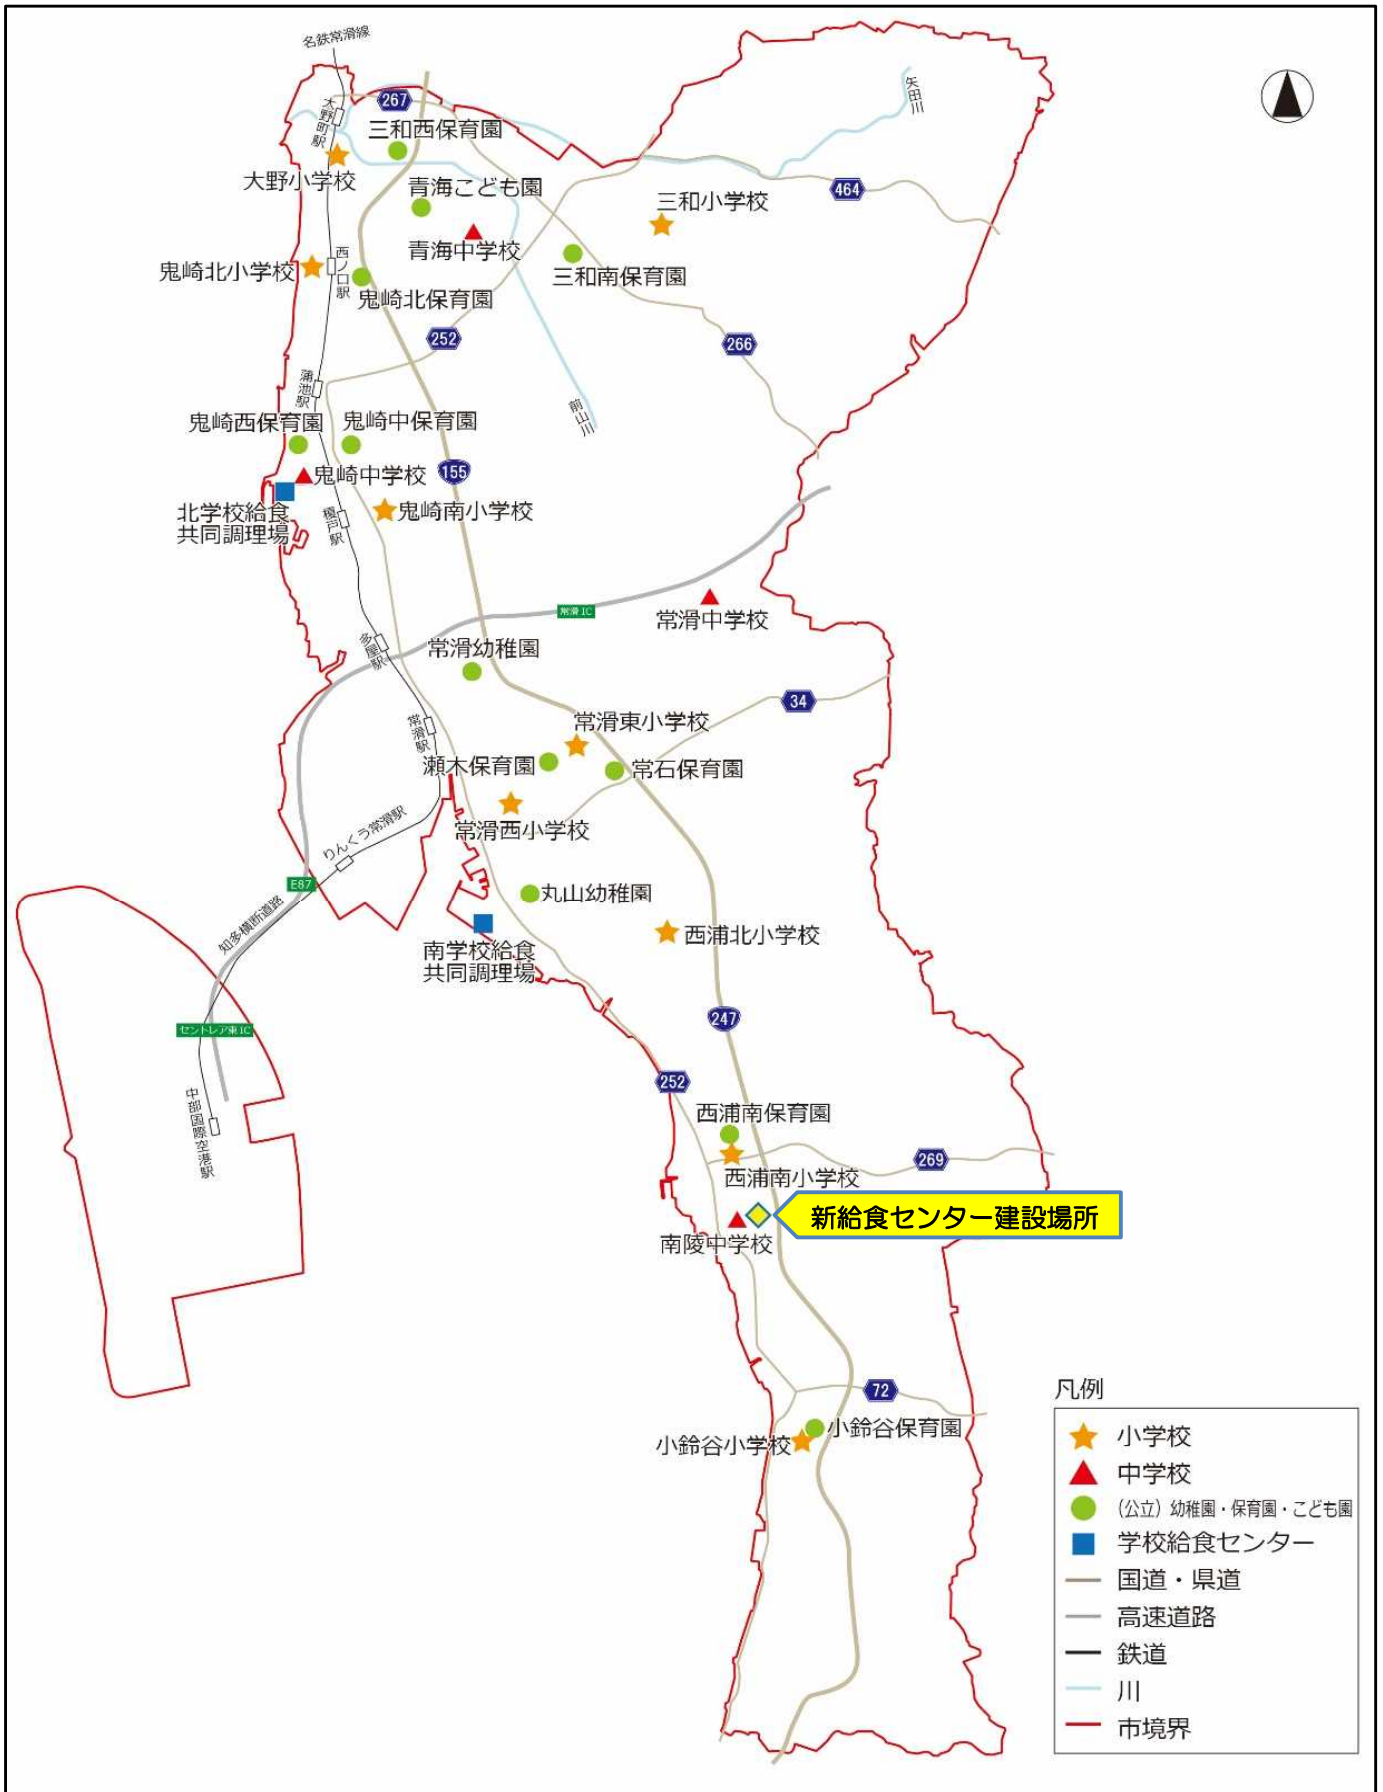 名鉄常滑線
267
大野町駅
三和西保育園
矢田川
大野小学校
青海こども園
464
三和小学校
青海中学校
鬼崎北小学校
西ノ口駅
三和南保育園
鬼崎北保育園
252
266
蒲池駅
前山川
鬼崎西保育園
鬼崎中保育園
鬼崎中学校
155
北学校給食
共同調理場
榎戸駅
鬼崎南小学校
常滑IC
常滑中学校
多屋駅
常滑幼稚園
34
常滑駅
常滑東小学校
瀬木保育園
常石保育園
常滑西小学校
りんくう常滑駅
E87
丸山幼稚園
知多横断道路
西浦北小学校
南学校給食
共同調理場
セントレア東IC
247
252
中部国際空港駅
西浦南保育園
269
西浦南小学校
新給食センター建設場所
南陵中学校
72
小鈴谷保育園
小鈴谷小学校
凡例
小学校
中学校
(公立) 幼稚園・保育園・こども園
学校給食センター
国道・県道
高速道路
鉄道
川
市境界